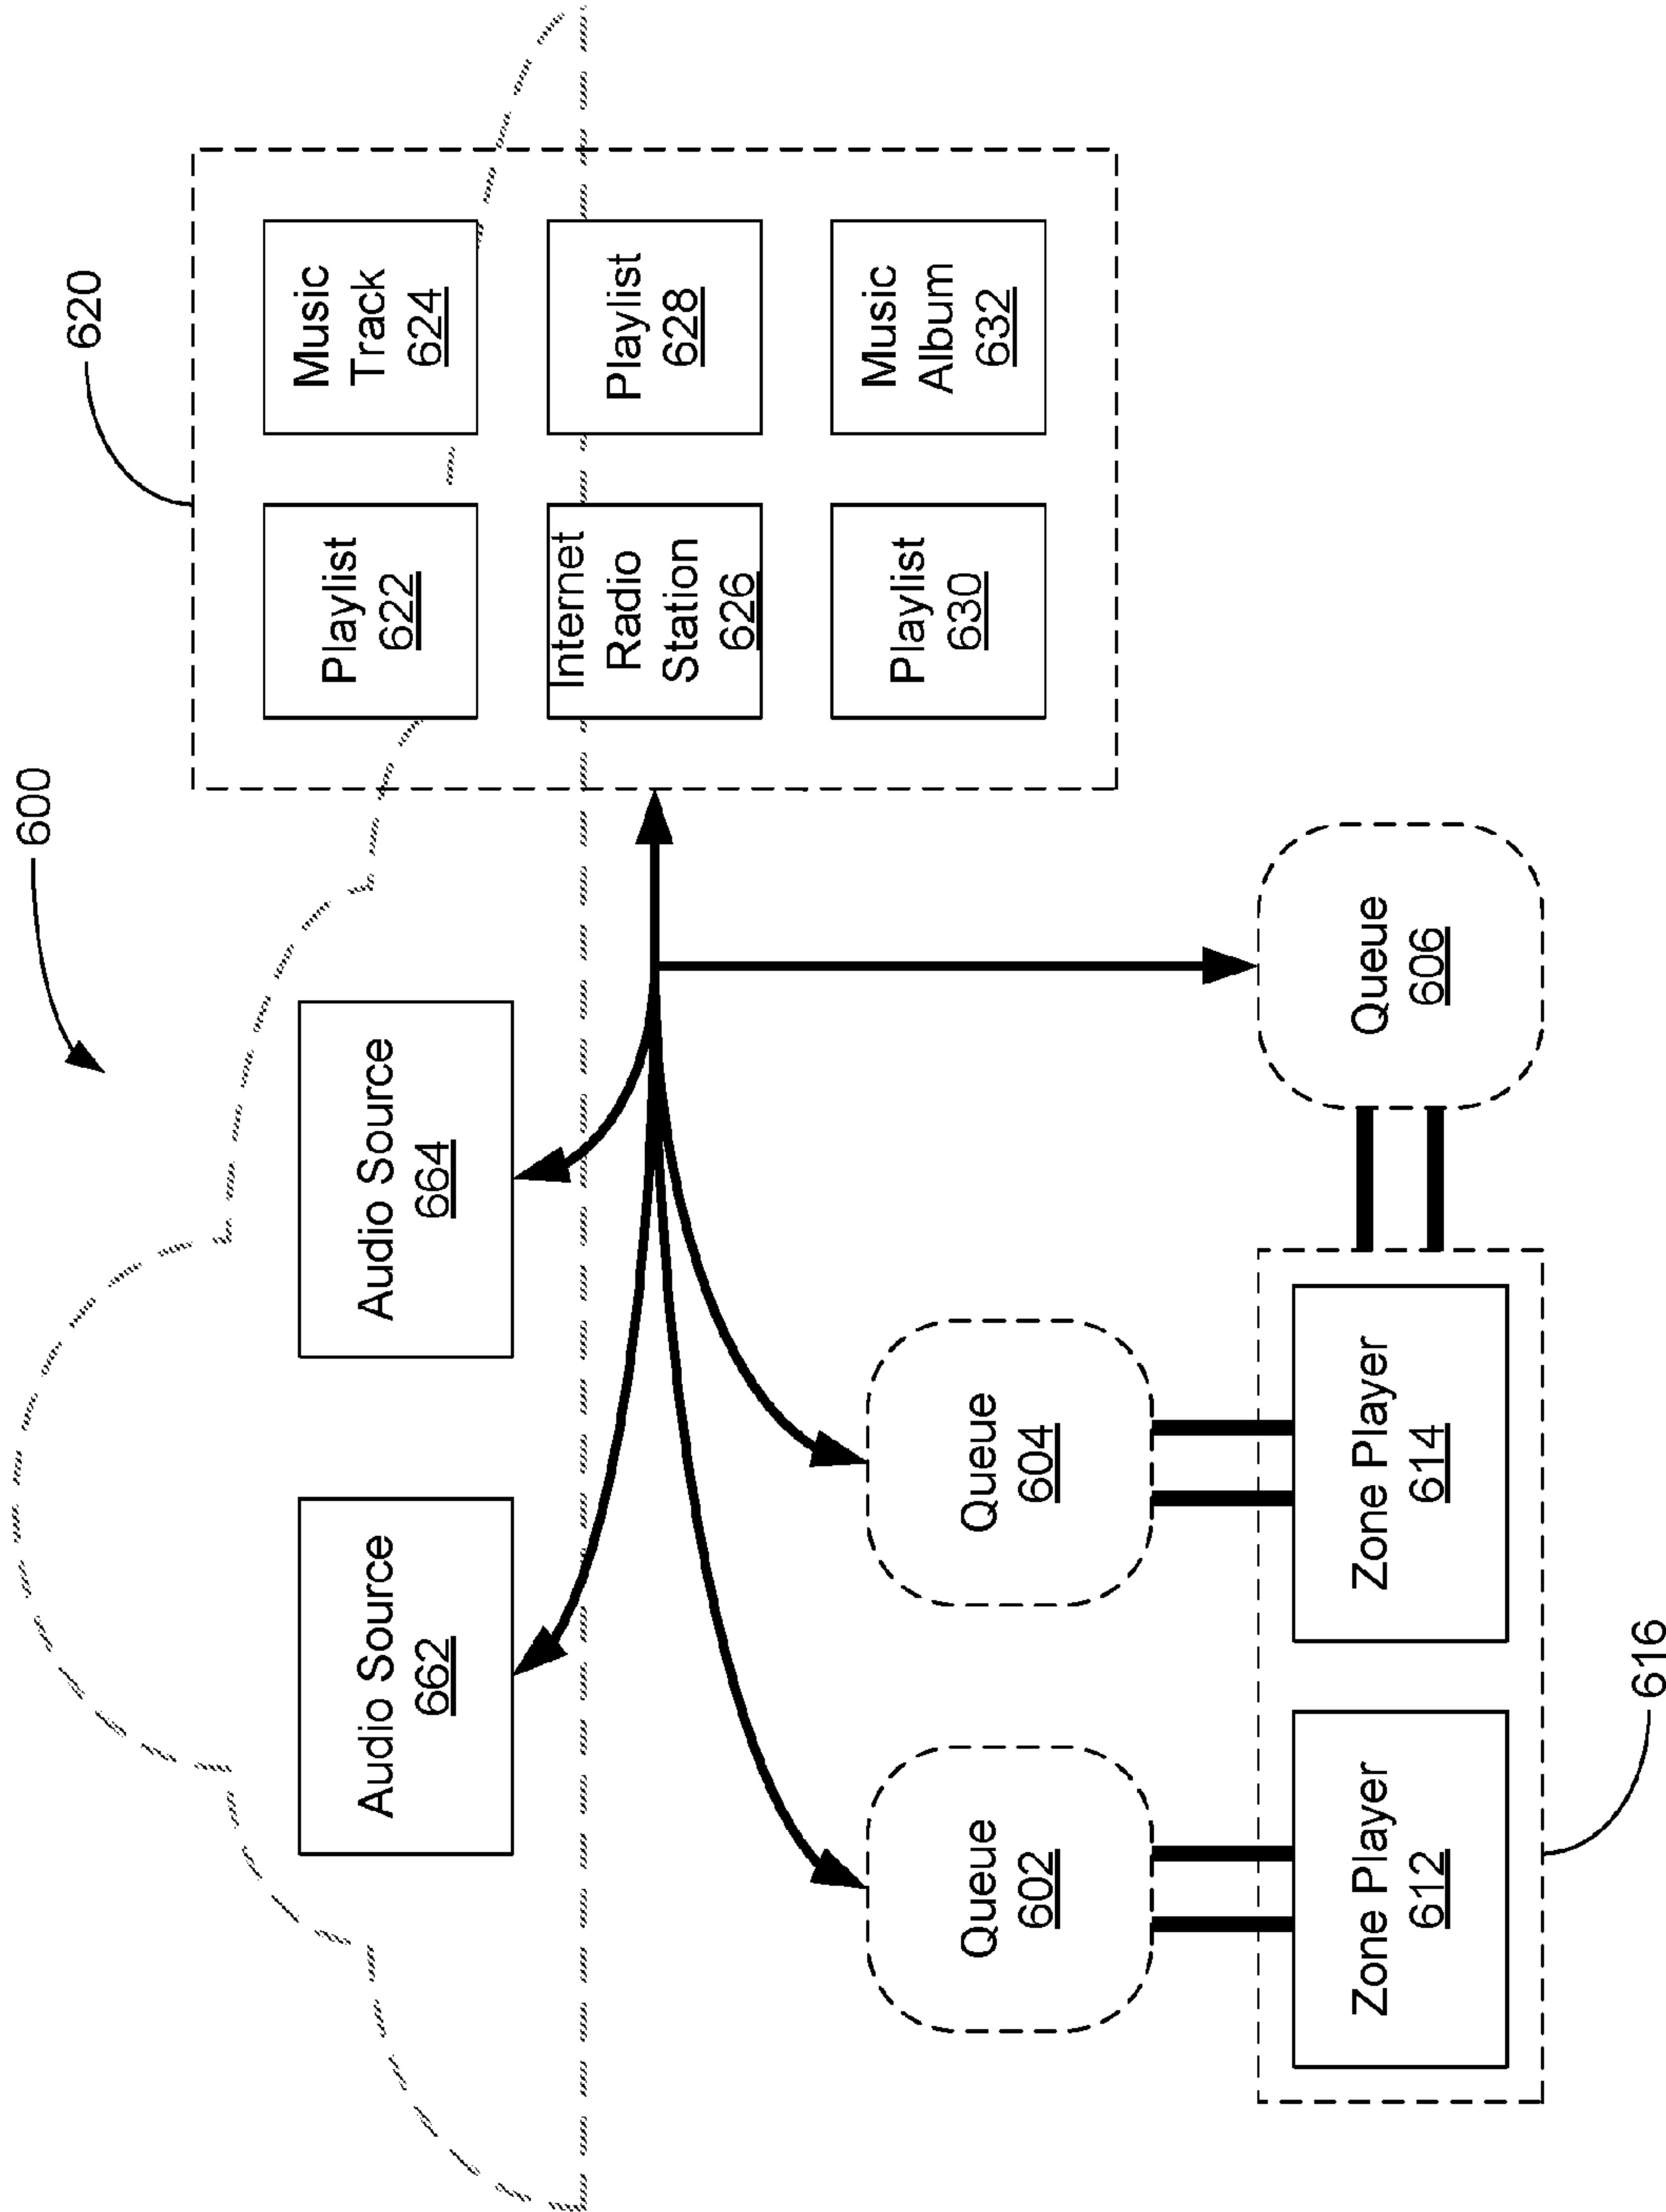 600
620
Audio Source
662
Audio Source
664
Playlist
622
Music
Track
624
Internet
Radio
Station
626
Playlist
628
Playlist
630
Music
Album
632
Queue
602
Queue
604
Queue
606
Zone Player
612
Zone Player
614
616